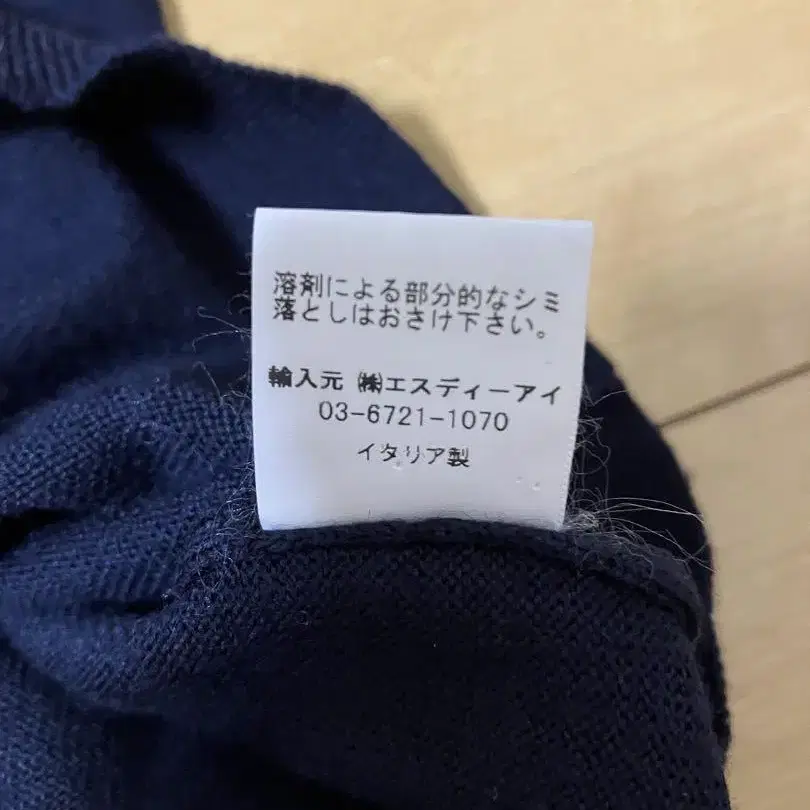 溶剤による部分的なシミ
落としはおさけ下さい。
輸入元 ㈱エスディーアイ
03-6721-1070
イタリア製